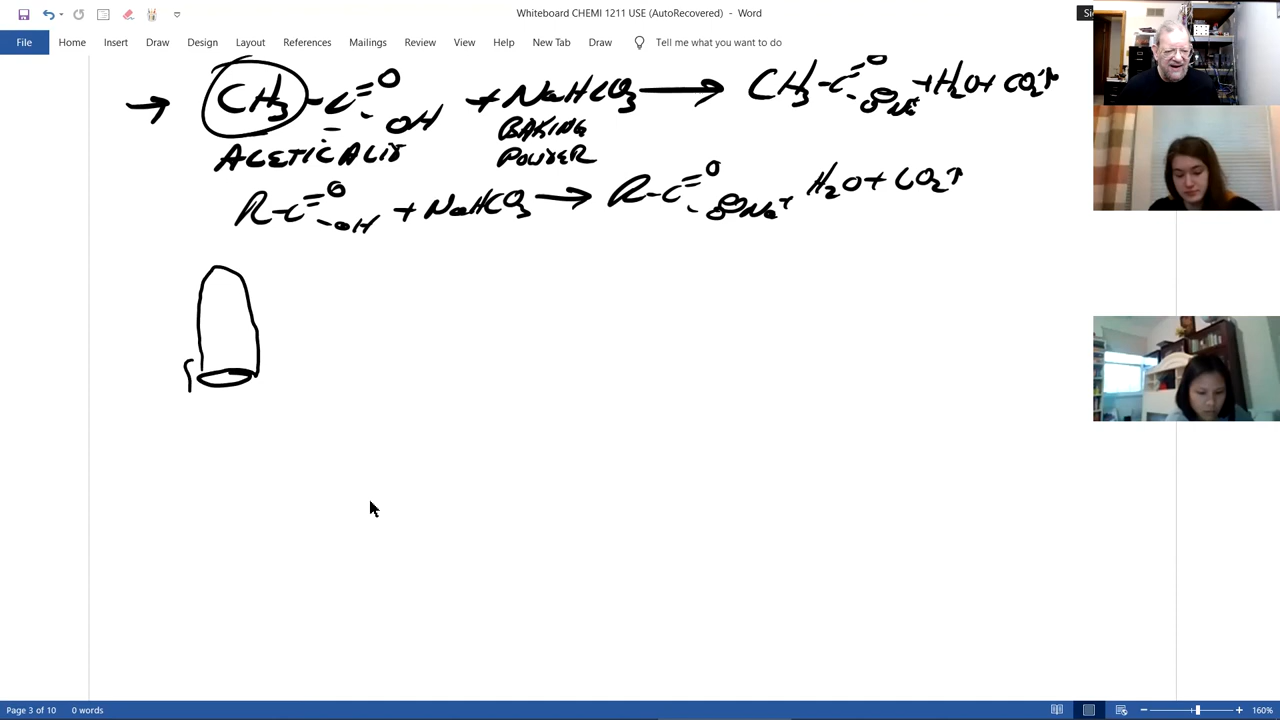 Whiteboard CHEMI 1211 USE (AutoRecovered) - Word
File Home Insert Draw Design Layout References Mailings Review View Help New Tab Draw Tell me what you want to do
→ CH3-C=O -OH + NaHCO3 → CH3-C=O -O⊖Na+ + H2O + CO2↑
ACETIC ACID
BAKING
POWDER
R-C=O -OH + NaHCO3 → R-C=O -O⊖Na+ H2O + CO2↑
Page 3 of 10 0 words 160%